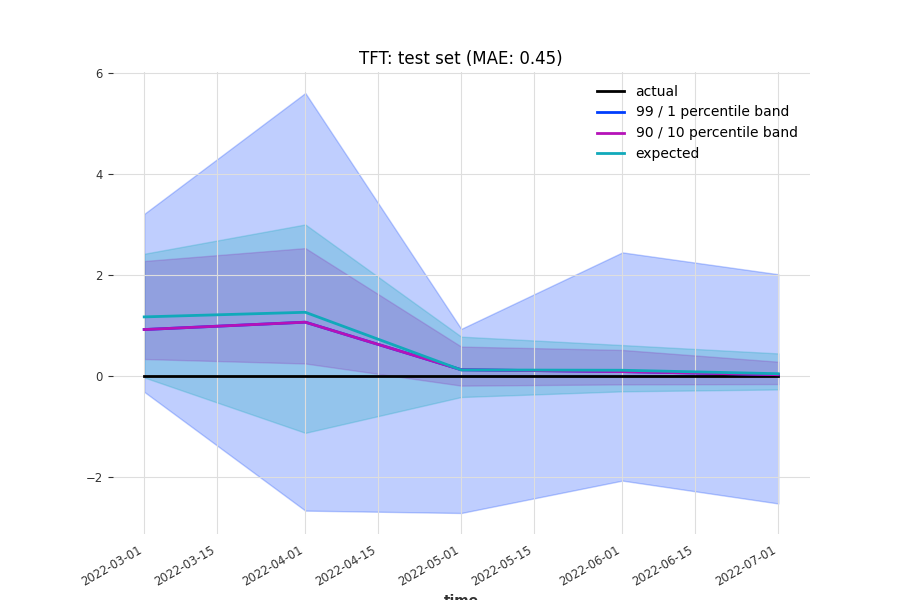 TFT: test set (MAE: 0.45)
actual
99 / 1 percentile band
90 / 10 percentile band
expected
6
4
2
0
−2
2022-03-01
2022-03-15
2022-04-01
2022-04-15
2022-05-01
2022-05-15
2022-06-01
2022-06-15
2022-07-01
time